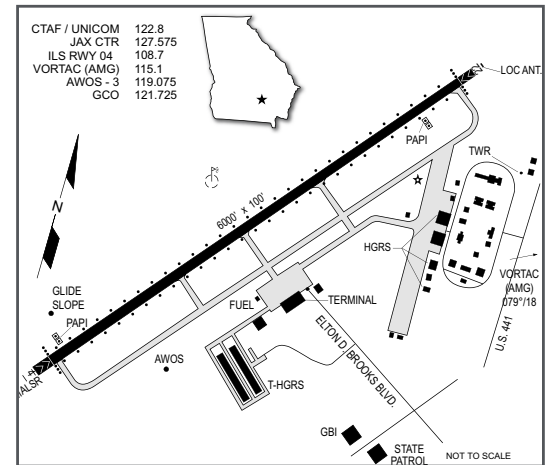 CTAF / UNICOM 122.8
JAX CTR 127.575
ILS RWY 04 108.7
VORTAC (AMG) 115.1
AWOS - 3 119.075
GCO 121.725
LOC ANT.
PAPI
TWR
6000' x 100'
N
HGRS
VORTAC
(AMG)
079°/18
GLIDE
SLOPE
PAPI
FUEL
TERMINAL
U.S. 441
AWOS
MALSR
T-HGRS
ELTON D. BROOKS BLVD.
GBI
STATE
PATROL
NOT TO SCALE